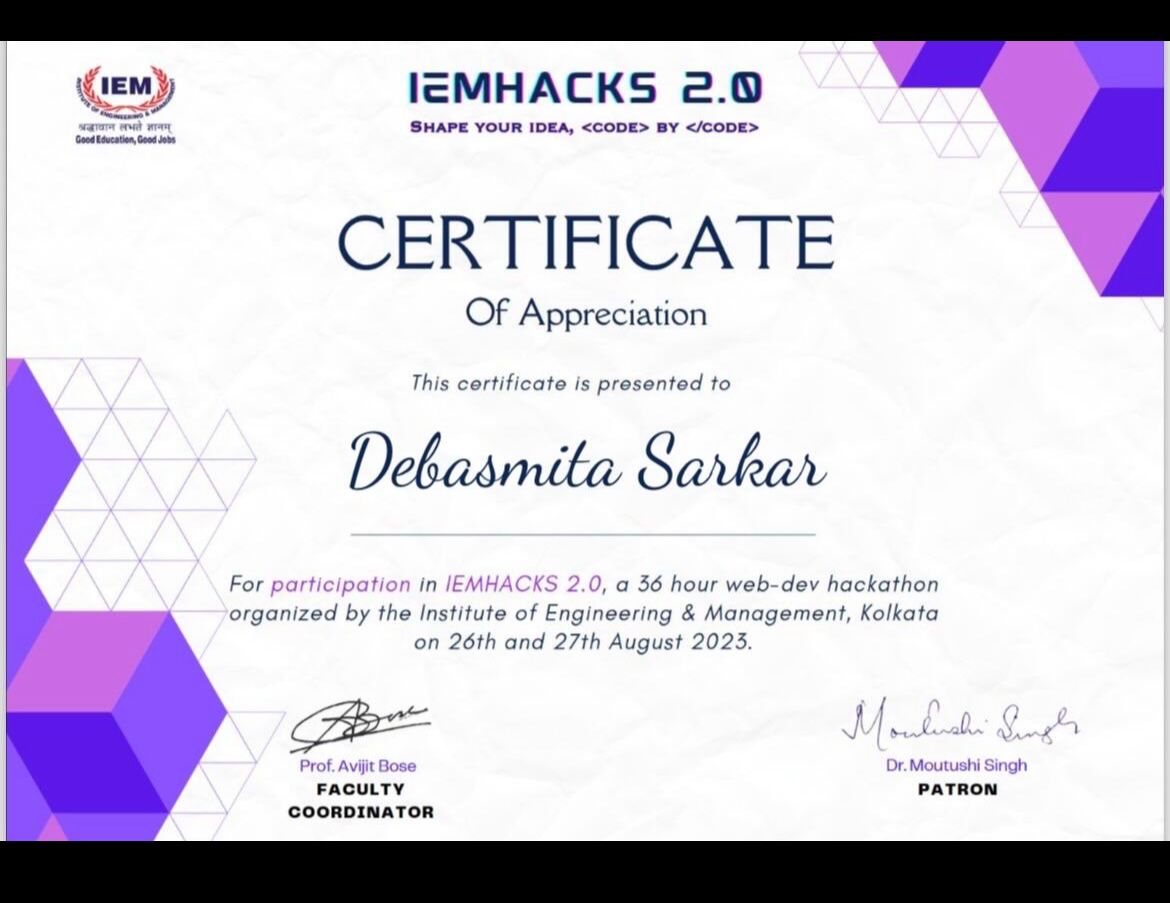 IEM
INSTITUTE OF ENGINEERING & MANAGEMENT
श्रद्धावान लभते ज्ञानम्
Good Education, Good Jobs
IEMHACKS 2.0
SHAPE YOUR IDEA, <CODE> BY </CODE>
CERTIFICATE
Of Appreciation
This certificate is presented to
Debasmita Sarkar
For participation in IEMHACKS 2.0, a 36 hour web-dev hackathon
organized by the Institute of Engineering & Management, Kolkata
on 26th and 27th August 2023.
ABose
Moutushi Singh
Prof. Avijit Bose
Dr. Moutushi Singh
FACULTY
COORDINATOR
PATRON